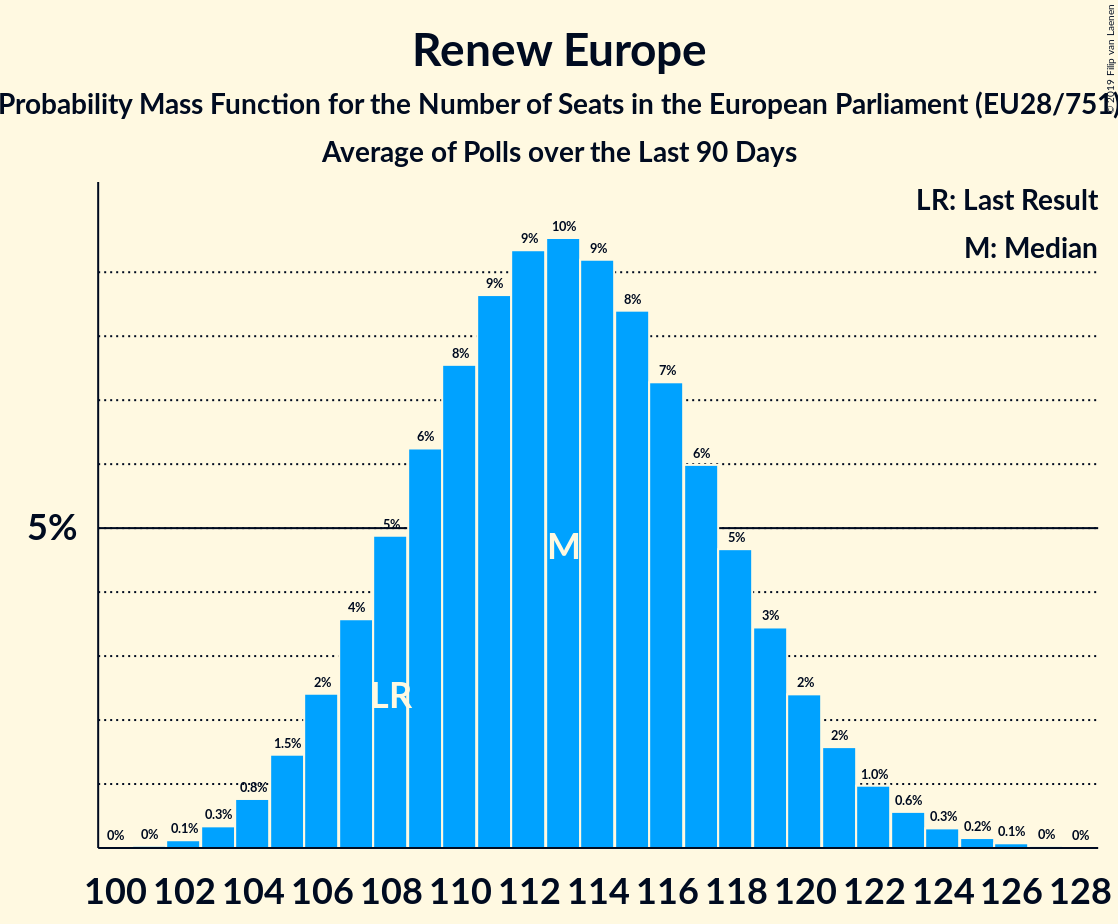 Renew Europe
Probability Mass Function for the Number of Seats in the European Parliament (EU28/751)
Average of Polls over the Last 90 Days
© 2019 Filip van Laenen
LR: Last Result
M: Median
5%
0% 0% 0.1% 0.3% 0.8% 1.5% 2% 4% 5% 6% 8% 9% 9% 10% 9% 8% 7% 6% 5% 3% 2% 2% 1.0% 0.6% 0.3% 0.2% 0.1% 0% 0%
M
LR
100 102 104 106 108 110 112 114 116 118 120 122 124 126 128